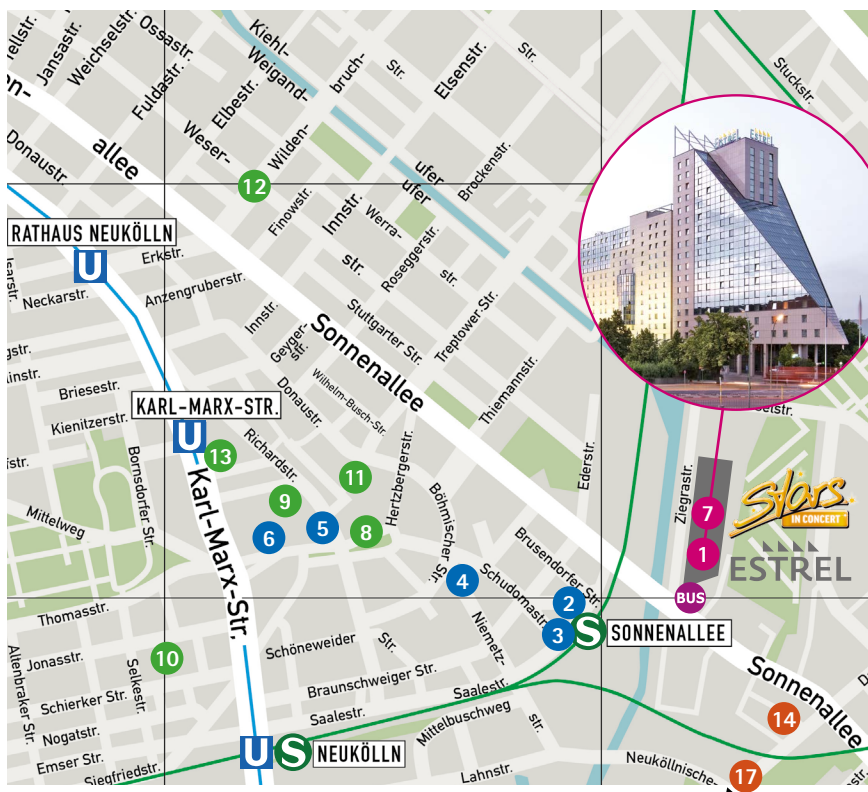 Kiehl-
Ossastr.
Weichselstr.
Jansastr.
Fuldastr.
Elbestr.
Weigand-
bruch-
Str.
Elsenstr.
Str.
Stuckstr.
en-
allee
Donaustr.
Weser-
Wilden-
ufer
ufer
Brockenstr.
ESTREL
12
Finowstr.
Innstr.
str.
Werra-
str.
Roseggerstr.
RATHAUS NEUKÖLLN
U
Erkstr.
Neckarstr.
Anzengruberstr.
Innstr.
Geyger-
str.
Stuttgarter Str.
Treptower-Str.
Sonnenallee
Donaustr.
Wilhelm-Busch-Str.
Thiemannstr.
Briesestr.
Kienitzerstr.
KARL-MARX-STR.
U
Karl-Marx-Str.
13
Richardstr.
9
11
Hertzbergerstr.
Böhmischer
Str.
Ederstr.
Ziegrastr.
7
Stars
IN CONCERT
Bornsdorfer Str.
Mittelweg
6
5
8
1
ESTREL
4
Brusendorfer Str.
Schudomastr.
2
3
S
SONNENALLEE
BUS
Thomasstr.
Jonasstr.
Altenbraker Str.
Selkestr.
10
Schöneweider
Str.
Niemetz-
str.
Schierker Str.
Braunschweiger Str.
Saalestr.
Saalestr.
Mittelbuschweg
Nogatstr.
Emser Str.
Siegfriedstr.
U
S
NEUKÖLLN
Lahnstr.
Sonnenallee
14
Neuköllnische
17